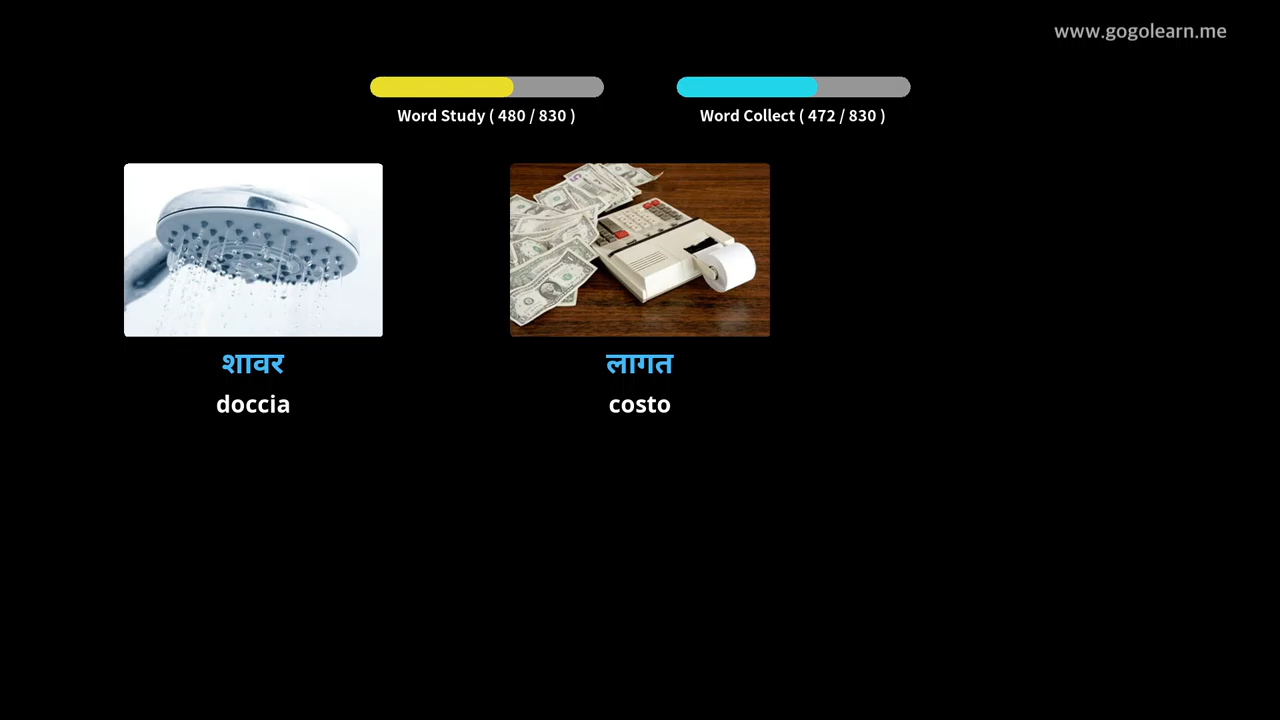 www.gogolearn.me
Word Study ( 480 / 830 )
Word Collect ( 472 / 830 )
शावर
doccia
लागत
costo